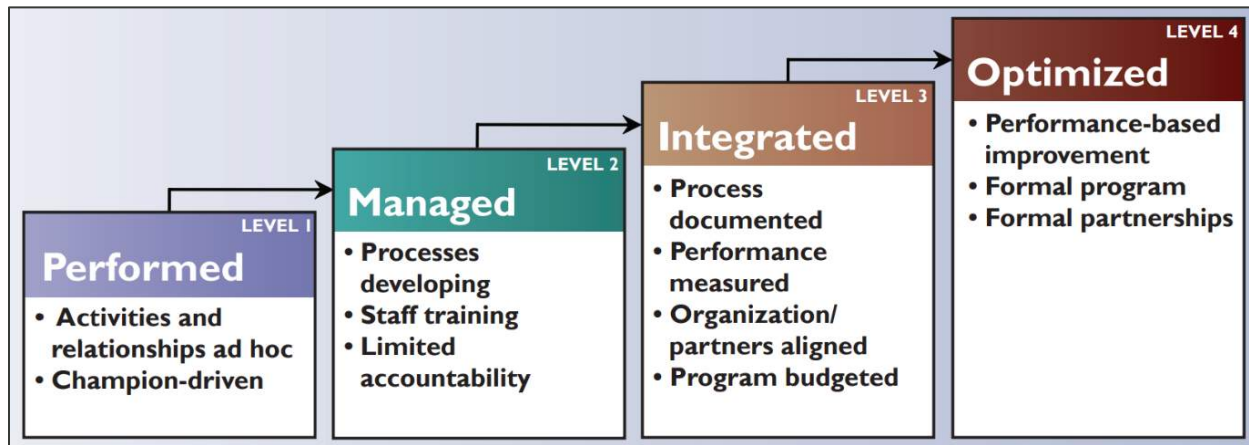 LEVEL 1
Performed
• Activities and
relationships ad hoc
• Champion-driven
LEVEL 2
Managed
• Processes
developing
• Staff training
• Limited
accountability
LEVEL 3
Integrated
• Process
documented
• Performance
measured
• Organization/
partners aligned
• Program budgeted
LEVEL 4
Optimized
• Performance-based
improvement
• Formal program
• Formal partnerships